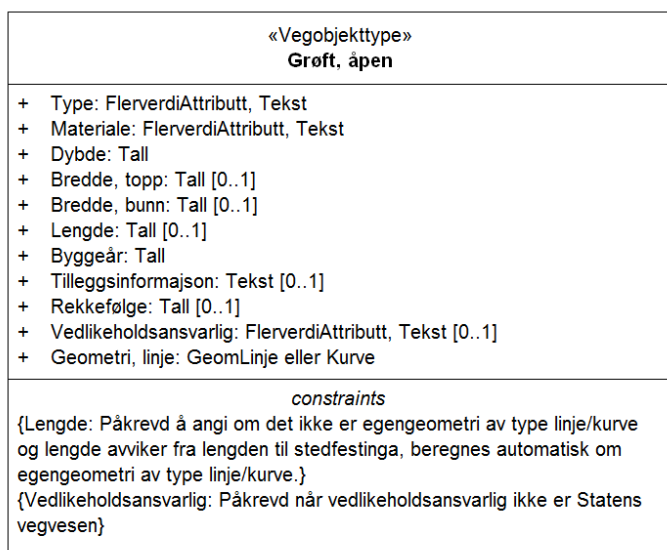 «Vegobjekttype»
Grøft, åpen
+ Type: FlerverdiAttributt, Tekst
+ Materiale: FlerverdiAttributt, Tekst
+ Dybde: Tall
+ Bredde, topp: Tall [0..1]
+ Bredde, bunn: Tall [0..1]
+ Lengde: Tall [0..1]
+ Byggeår: Tall
+ Tilleggsinformajson: Tekst [0..1]
+ Rekkefølge: Tall [0..1]
+ Vedlikeholdsansvarlig: FlerverdiAttributt, Tekst [0..1]
+ Geometri, linje: GeomLinje eller Kurve
constraints
{Lengde: Påkrevd å angi om det ikke er egengeometri av type linje/kurve
og lengde avviker fra lengden til stedfestinga, beregnes automatisk om
egengeometri av type linje/kurve.}
{Vedlikeholdsansvarlig: Påkrevd når vedlikeholdsansvarlig ikke er Statens
vegvesen}